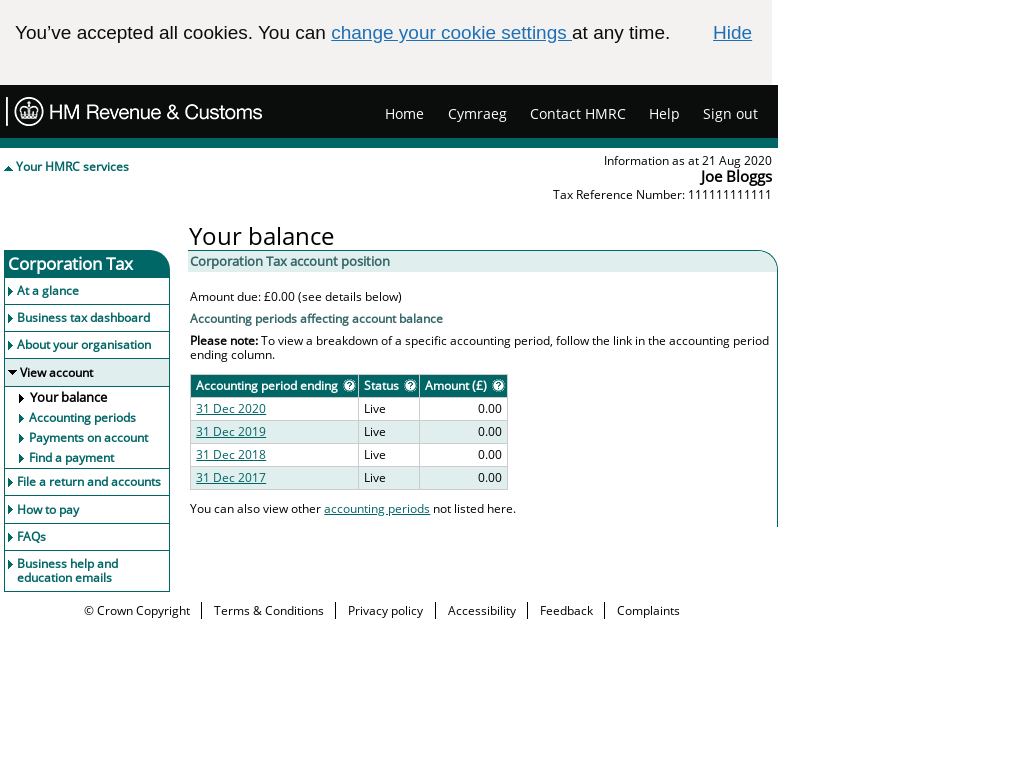 You’ve accepted all cookies. You can change your cookie settings at any time. Hide
HM Revenue & Customs
Home Cymraeg Contact HMRC Help Sign out
Your HMRC services
Information as at 21 Aug 2020
Joe Bloggs
Tax Reference Number: 111111111111
Your balance
Corporation Tax
At a glance
Business tax dashboard
About your organisation
View account
Your balance
Accounting periods
Payments on account
Find a payment
File a return and accounts
How to pay
FAQs
Business help and
education emails
Corporation Tax account position
Amount due: £0.00 (see details below)
Accounting periods affecting account balance
Please note: To view a breakdown of a specific accounting period, follow the link in the accounting period
ending column.
Accounting period ending ? Status ? Amount (£) ?
31 Dec 2020 Live 0.00
31 Dec 2019 Live 0.00
31 Dec 2018 Live 0.00
31 Dec 2017 Live 0.00
You can also view other accounting periods not listed here.
© Crown Copyright Terms & Conditions Privacy policy Accessibility Feedback Complaints